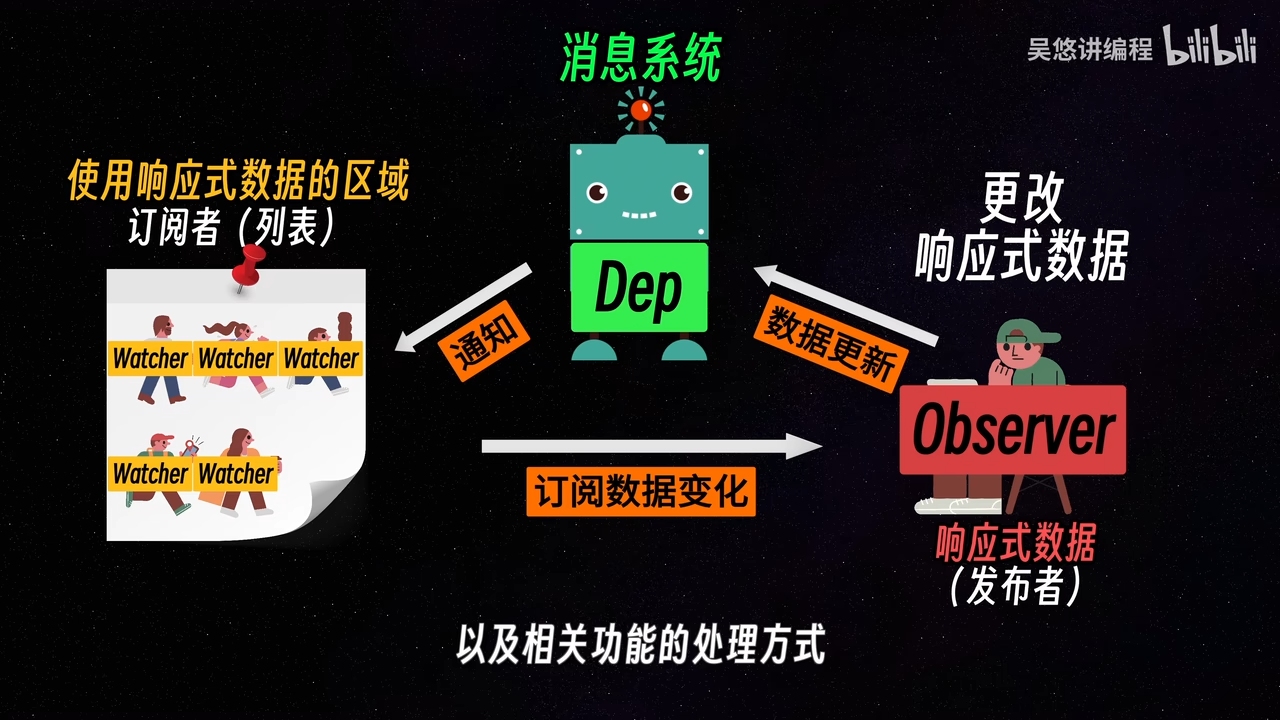 消息系统
吴悠讲编程 bilibili
使用响应式数据的区域
订阅者（列表）
更改
响应式数据
Dep
通知
数据更新
Watcher Watcher Watcher
Watcher Watcher
Observer
订阅数据变化
响应式数据
（发布者）
以及相关功能的处理方式